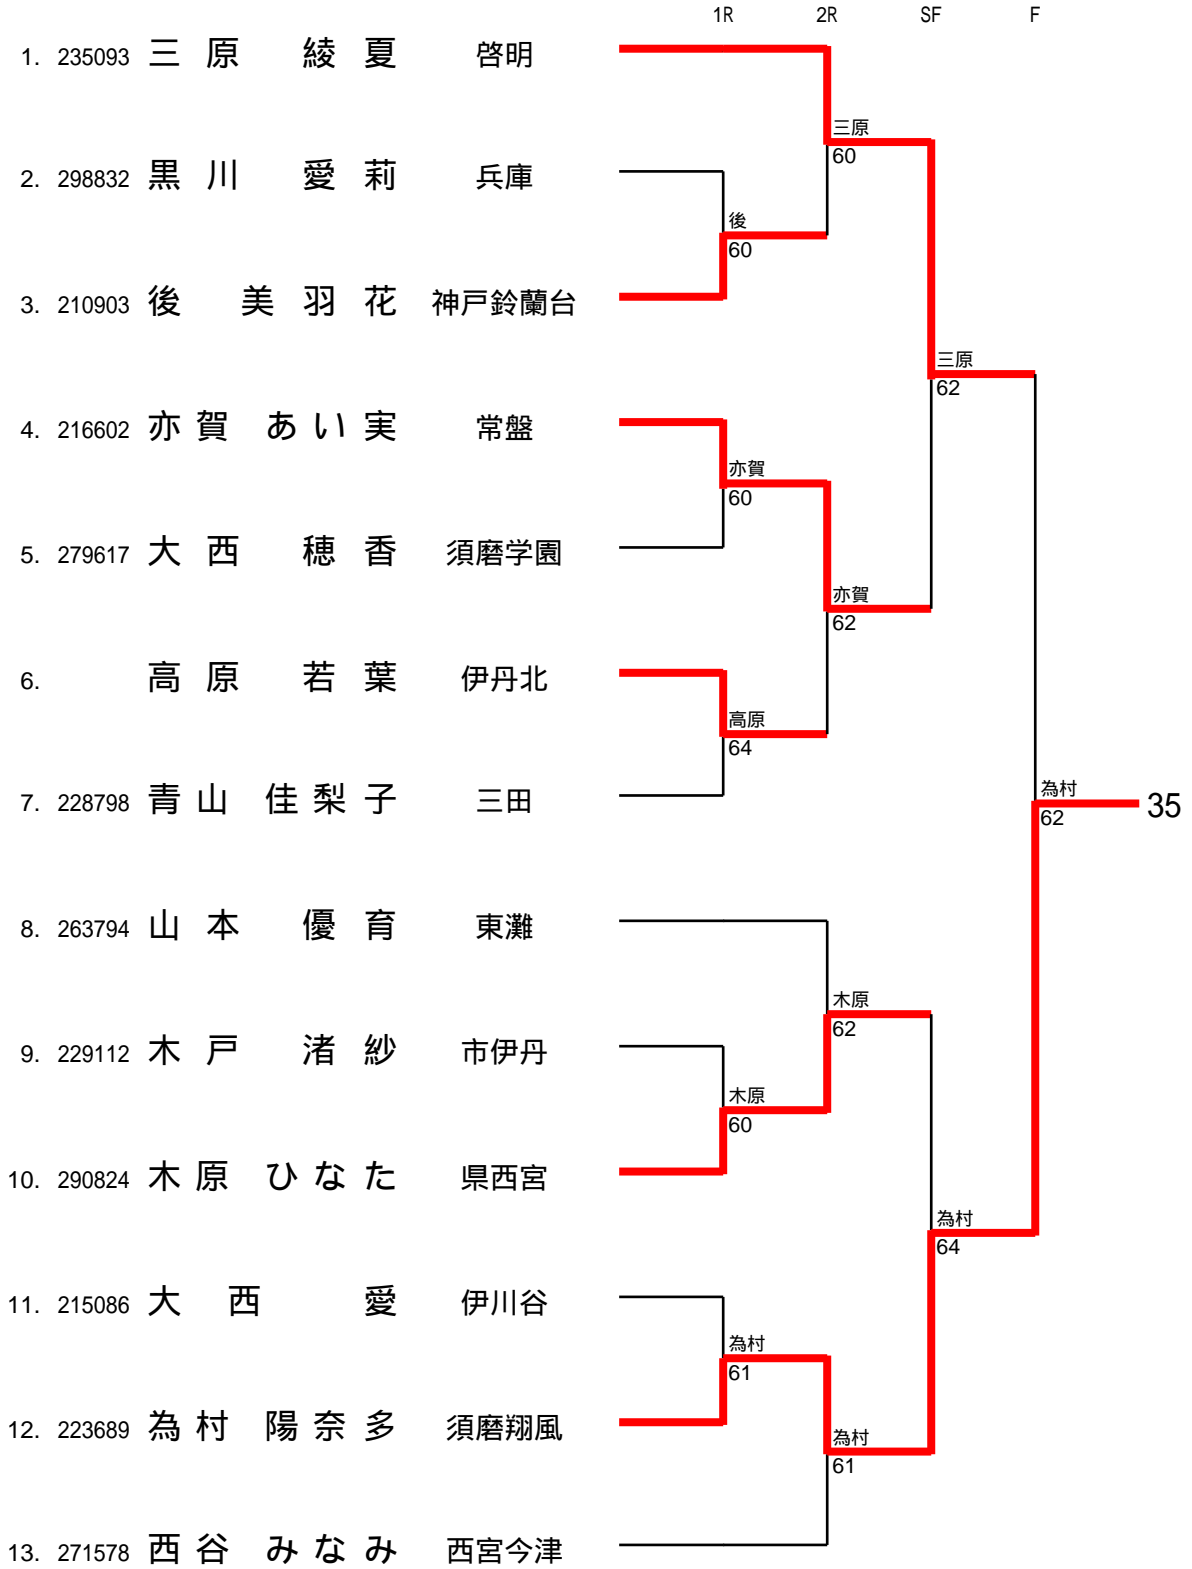 1R 2R SF F
1. 235093 三原 綾夏 啓明
三原
60
2. 298832 黒川 愛莉 兵庫
後
60
3. 210903 後 美羽花 神戸鈴蘭台
三原
62
4. 216602 亦賀 あい実 常盤
亦賀
60
5. 279617 大西 穂香 須磨学園
亦賀
62
6. 高原 若葉 伊丹北
高原
64
7. 228798 青山 佳梨子 三田
為村
62
35
8. 263794 山本 優育 東灘
木原
62
9. 229112 木戸 渚紗 市伊丹
木原
60
10. 290824 木原 ひなた 県西宮
為村
64
11. 215086 大西 愛 伊川谷
為村
61
12. 223689 為村 陽奈多 須磨翔風
為村
61
13. 271578 西谷 みなみ 西宮今津